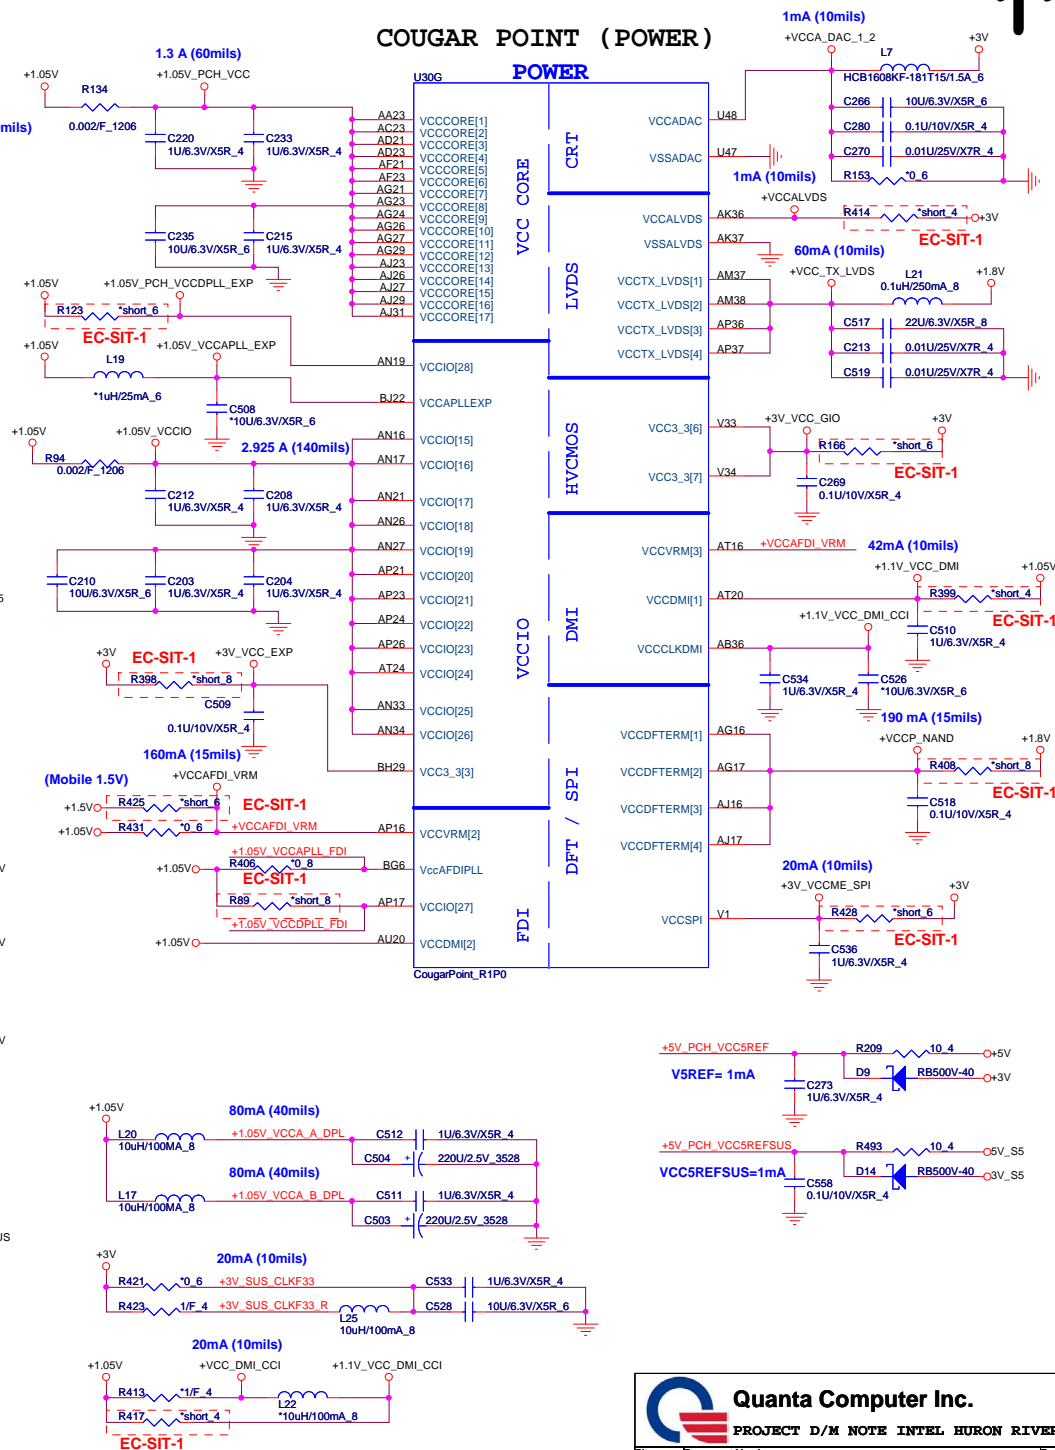 COUGAR POINT (POWER)
POWER
U30G
1.3 A (60mils)
+1.05V
+1.05V_PCH_VCC
R134
0.002/F_1206
mils)
C220
1U/6.3V/X5R_4
C233
1U/6.3V/X5R_4
C235
10U/6.3V/X5R_6
C215
1U/6.3V/X5R_4
+1.05V
+1.05V_PCH_VCCDPLL_EXP
R123
*short_6
EC-SIT-1
+1.05V
+1.05V_VCCAPLL_EXP
L19
*1uH/25mA_6
C508
*10U/6.3V/X5R_6
+1.05V
+1.05V_VCCIO
2.925 A (140mils)
R94
0.002/F_1206
C212
1U/6.3V/X5R_4
C208
1U/6.3V/X5R_4
C210
10U/6.3V/X5R_6
C203
1U/6.3V/X5R_4
C204
1U/6.3V/X5R_4
+3V
EC-SIT-1
+3V_VCC_EXP
R398
*short_8
C509
0.1U/10V/X5R_4
160mA (15mils)
(Mobile 1.5V)
+VCCAFDI_VRM
+1.5V
R425
*short_6
EC-SIT-1
+1.05V
R431
*0_6
+VCCAFDI_VRM
+1.05V_VCCAPLL_FDI
+1.05V
R406
*0_8
EC-SIT-1
R89
*short_8
+1.05V_VCCDPLL_FDI
+1.05V
AA23 VCCCORE[1]
AC23 VCCCORE[2]
AD21 VCCCORE[3]
AD23 VCCCORE[4]
AF21 VCCCORE[5]
AF23 VCCCORE[6]
AG21 VCCCORE[7]
AG23 VCCCORE[8]
AG24 VCCCORE[9]
AG26 VCCCORE[10]
AG27 VCCCORE[11]
AG29 VCCCORE[12]
AJ23 VCCCORE[13]
AJ26 VCCCORE[14]
AJ27 VCCCORE[15]
AJ29 VCCCORE[16]
AJ31 VCCCORE[17]
AN19 VCCIO[28]
BJ22 VCCAPLLEXP
AN16 VCCIO[15]
AN17 VCCIO[16]
AN21 VCCIO[17]
AN26 VCCIO[18]
AN27 VCCIO[19]
AP21 VCCIO[20]
AP23 VCCIO[21]
AP24 VCCIO[22]
AP26 VCCIO[23]
AT24 VCCIO[24]
AN33 VCCIO[25]
AN34 VCCIO[26]
BH29 VCC3_3[3]
AP16 VCCVRM[2]
BG6 VccAFDIPLL
AP17 VCCIO[27]
AU20 VCCDMI[2]
VCC CORE
VCCIO
FDI
CRT
LVDS
HVCMOS
DMI
DFT / SPI
CougarPoint_R1P0
VCCADAC U48
VSSADAC U47
VCCALVDS AK36
VSSALVDS AK37
VCCTX_LVDS[1] AM37
VCCTX_LVDS[2] AM38
VCCTX_LVDS[3] AP36
VCCTX_LVDS[4] AP37
VCC3_3[6] V33
VCC3_3[7] V34
VCCVRM[3] AT16
VCCDMI[1] AT20
VCCCLKDMI AB36
VCCDFTERM[1] AG16
VCCDFTERM[2] AG17
VCCDFTERM[3] AJ16
VCCDFTERM[4] AJ17
VCCSPI V1
1mA (10mils)
+VCCA_DAC_1_2
L7
+3V
HCB1608KF-181T15/1.5A_6
C266 10U/6.3V/X5R_6
C280 0.1U/10V/X5R_4
C270 0.01U/25V/X7R_4
R153 *0_6
1mA (10mils)
+VCCALVDS
R414 *short_4
+3V
EC-SIT-1
60mA (10mils)
+VCC_TX_LVDS
L21
0.1uH/250mA_8
+1.8V
C517 22U/6.3V/X5R_8
C213 0.01U/25V/X7R_4
C519 0.01U/25V/X7R_4
+3V_VCC_GIO
+3V
R166 *short_6
EC-SIT-1
C269
0.1U/10V/X5R_4
+VCCAFDI_VRM
42mA (10mils)
+1.1V_VCC_DMI
+1.05V
R399 *short_4
EC-SIT-1
C510
1U/6.3V/X5R_4
+1.1V_VCC_DMI_CCI
C534
1U/6.3V/X5R_4
C526
*10U/6.3V/X5R_6
190 mA (15mils)
+VCCP_NAND
+1.8V
R408 *short_8
EC-SIT-1
C518
0.1U/10V/X5R_4
20mA (10mils)
+3V_VCCME_SPI
+3V
R428 *short_6
EC-SIT-1
C536
1U/6.3V/X5R_4
+5V_PCH_VCC5REF
V5REF= 1mA
R209 10_4
+5V
D9 RB500V-40
+3V
C273
1U/6.3V/X5R_4
+5V_PCH_VCC5REFSUS
VCC5REFSUS=1mA
R493 10_4
5V_S5
D14 RB500V-40
3V_S5
C558
0.1U/10V/X5R_4
+1.05V
80mA (40mils)
L20
10uH/100MA_8
+1.05V_VCCA_A_DPL
C512 1U/6.3V/X5R_4
C504 + 220U/2.5V_3528
80mA (40mils)
L17
10uH/100MA_8
+1.05V_VCCA_B_DPL
C511 1U/6.3V/X5R_4
C503 + 220U/2.5V_3528
US
+3V
20mA (10mils)
R421 *0_6 +3V_SUS_CLKF33
C533 1U/6.3V/X5R_4
R423 1/F_4 +3V_SUS_CLKF33_R
L25
10uH/100mA_8
C528 10U/6.3V/X5R_6
20mA (10mils)
+1.05V
+VCC_DMI_CCI
+1.1V_VCC_DMI_CCI
R413 *1/F_4
L22
*10uH/100mA_8
R417 *short_4
EC-SIT-1
Quanta Computer Inc.
PROJECT D/M NOTE INTEL HURON RIVER